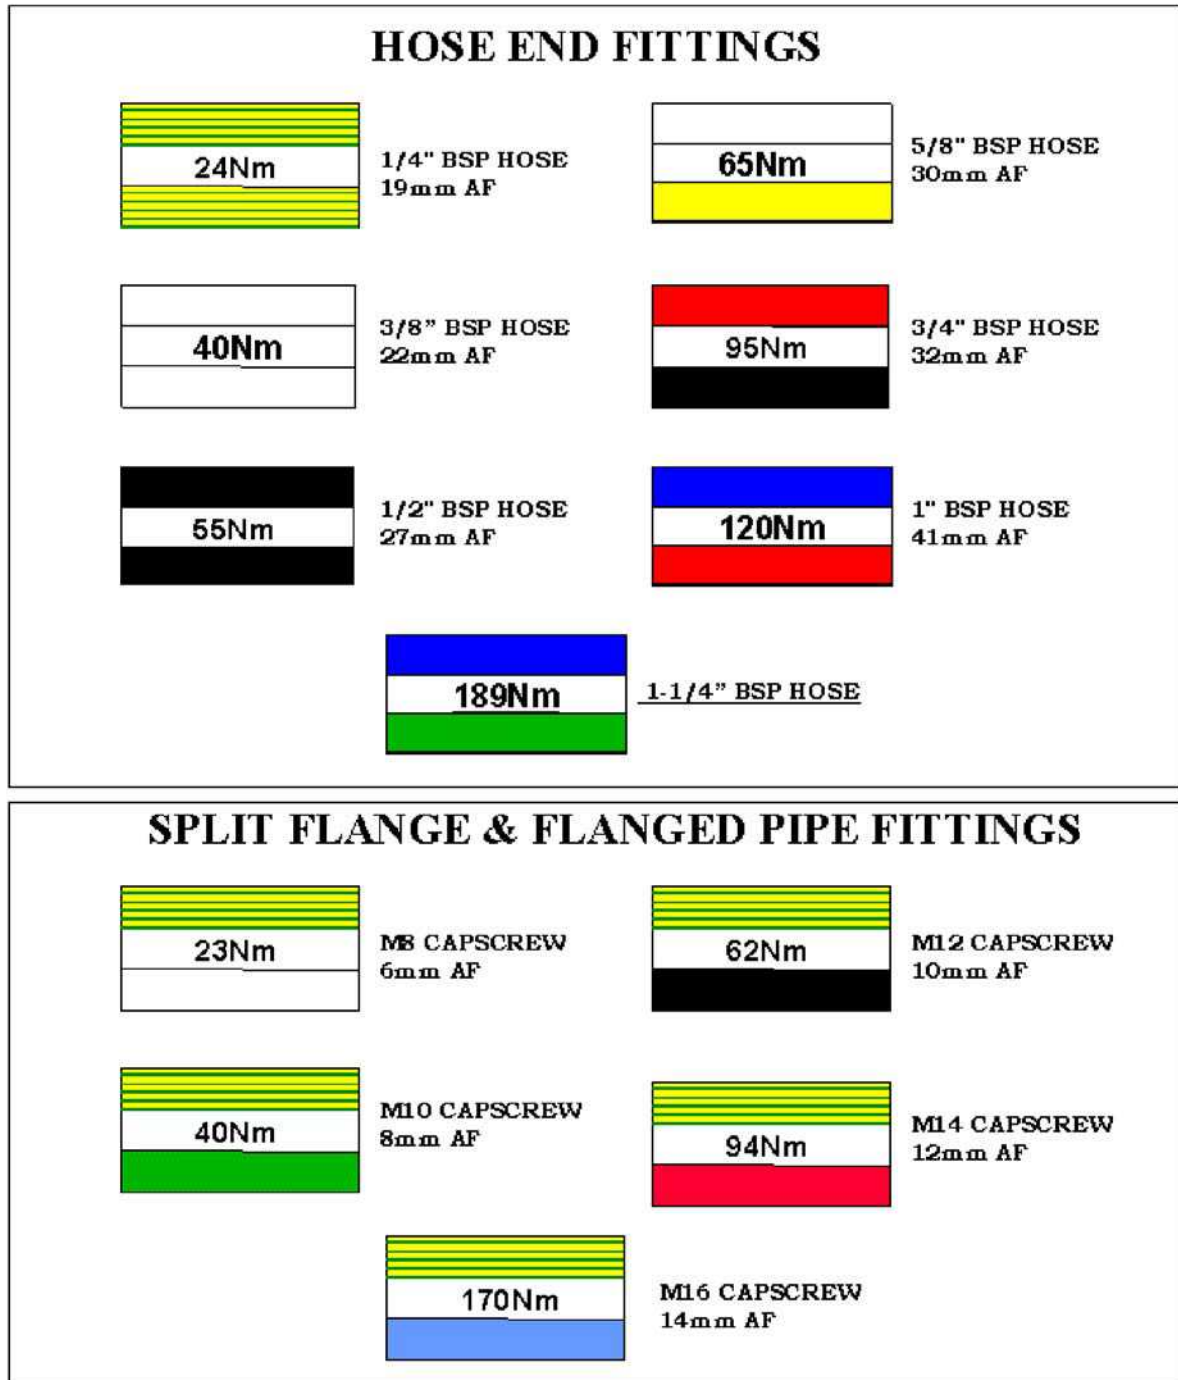 HOSE END FITTINGS
24Nm
1/4" BSP HOSE
19mm AF
65Nm
5/8" BSP HOSE
30mm AF
40Nm
3/8” BSP HOSE
22mm AF
95Nm
3/4" BSP HOSE
32mm AF
55Nm
1/2" BSP HOSE
27mm AF
120Nm
1" BSP HOSE
41mm AF
189Nm
1-1/4” BSP HOSE
SPLIT FLANGE & FLANGED PIPE FITTINGS
23Nm
M8 CAPSCREW
6mm AF
62Nm
M12 CAPSCREW
10mm AF
40Nm
M10 CAPSCREW
8mm AF
94Nm
M14 CAPSCREW
12mm AF
170Nm
M16 CAPSCREW
14mm AF